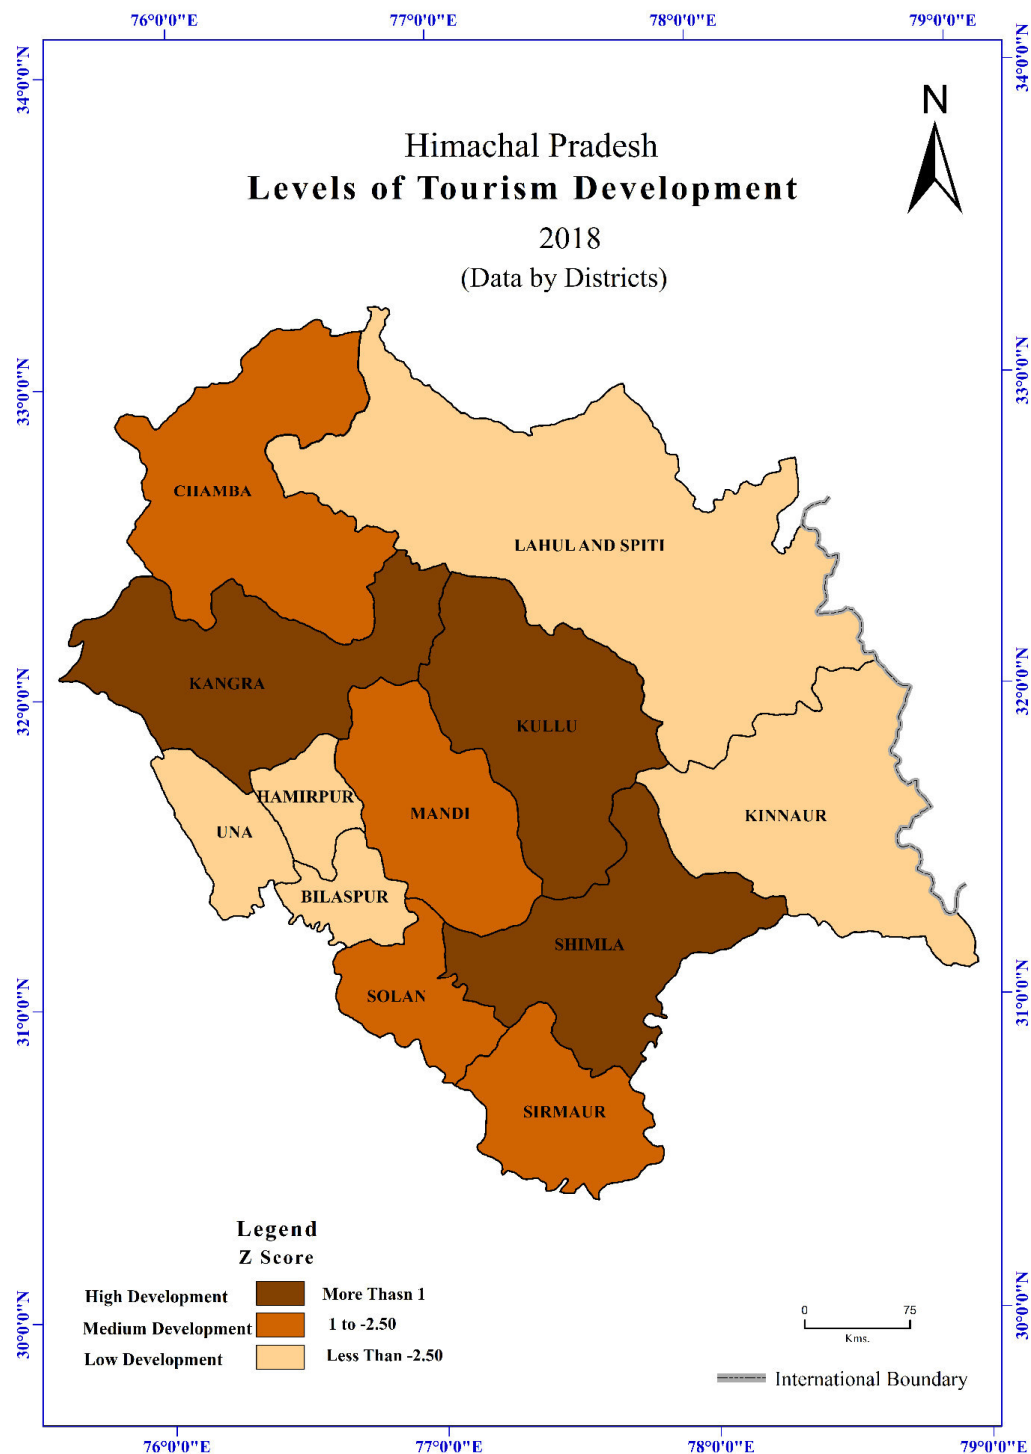 76°0'0"E 77°0'0"E 78°0'0"E 79°0'0"E
34°0'0"N 34°0'0"N
N
Himachal Pradesh
Levels of Tourism Development
2018
(Data by Districts)
33°0'0"N 33°0'0"N
CHAMBA
LAHUL AND SPITI
32°0'0"N 32°0'0"N
KANGRA
KULLU
HAMIRPUR
MANDI
KINNAUR
UNA
BILASPUR
SHIMLA
31°0'0"N 31°0'0"N
SOLAN
SIRMAUR
Legend
Z Score
High Development More Thasn 1
Medium Development 1 to -2.50
Low Development Less Than -2.50
30°0'0"N 30°0'0"N
0 75
Kms.
International Boundary
76°0'0"E 77°0'0"E 78°0'0"E 79°0'0"E